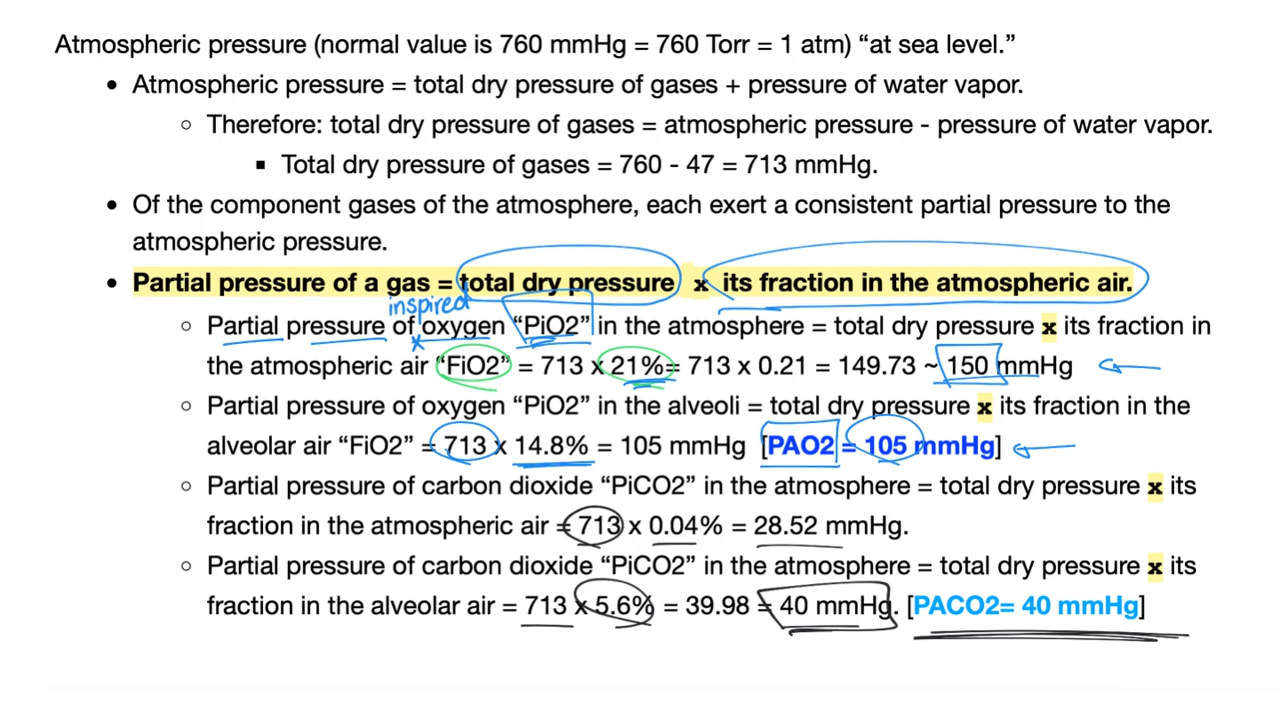 Atmospheric pressure (normal value is 760 mmHg = 760 Torr = 1 atm) “at sea level.”
• Atmospheric pressure = total dry pressure of gases + pressure of water vapor.
○ Therefore: total dry pressure of gases = atmospheric pressure - pressure of water vapor.
▪ Total dry pressure of gases = 760 - 47 = 713 mmHg.
• Of the component gases of the atmosphere, each exert a consistent partial pressure to the
atmospheric pressure.
• Partial pressure of a gas = total dry pressure x its fraction in the atmospheric air.
inspired
○ Partial pressure of oxygen “PiO2” in the atmosphere = total dry pressure x its fraction in
the atmospheric air “FiO2” = 713 x 21% = 713 x 0.21 = 149.73 ~ 150 mmHg
○ Partial pressure of oxygen “PiO2” in the alveoli = total dry pressure x its fraction in the
alveolar air “FiO2” = 713 x 14.8% = 105 mmHg [PAO2 = 105 mmHg]
○ Partial pressure of carbon dioxide “PiCO2” in the atmosphere = total dry pressure x its
fraction in the atmospheric air = 713 x 0.04% = 28.52 mmHg.
○ Partial pressure of carbon dioxide “PiCO2” in the atmosphere = total dry pressure x its
fraction in the alveolar air = 713 x 5.6% = 39.98 = 40 mmHg. [PACO2= 40 mmHg]